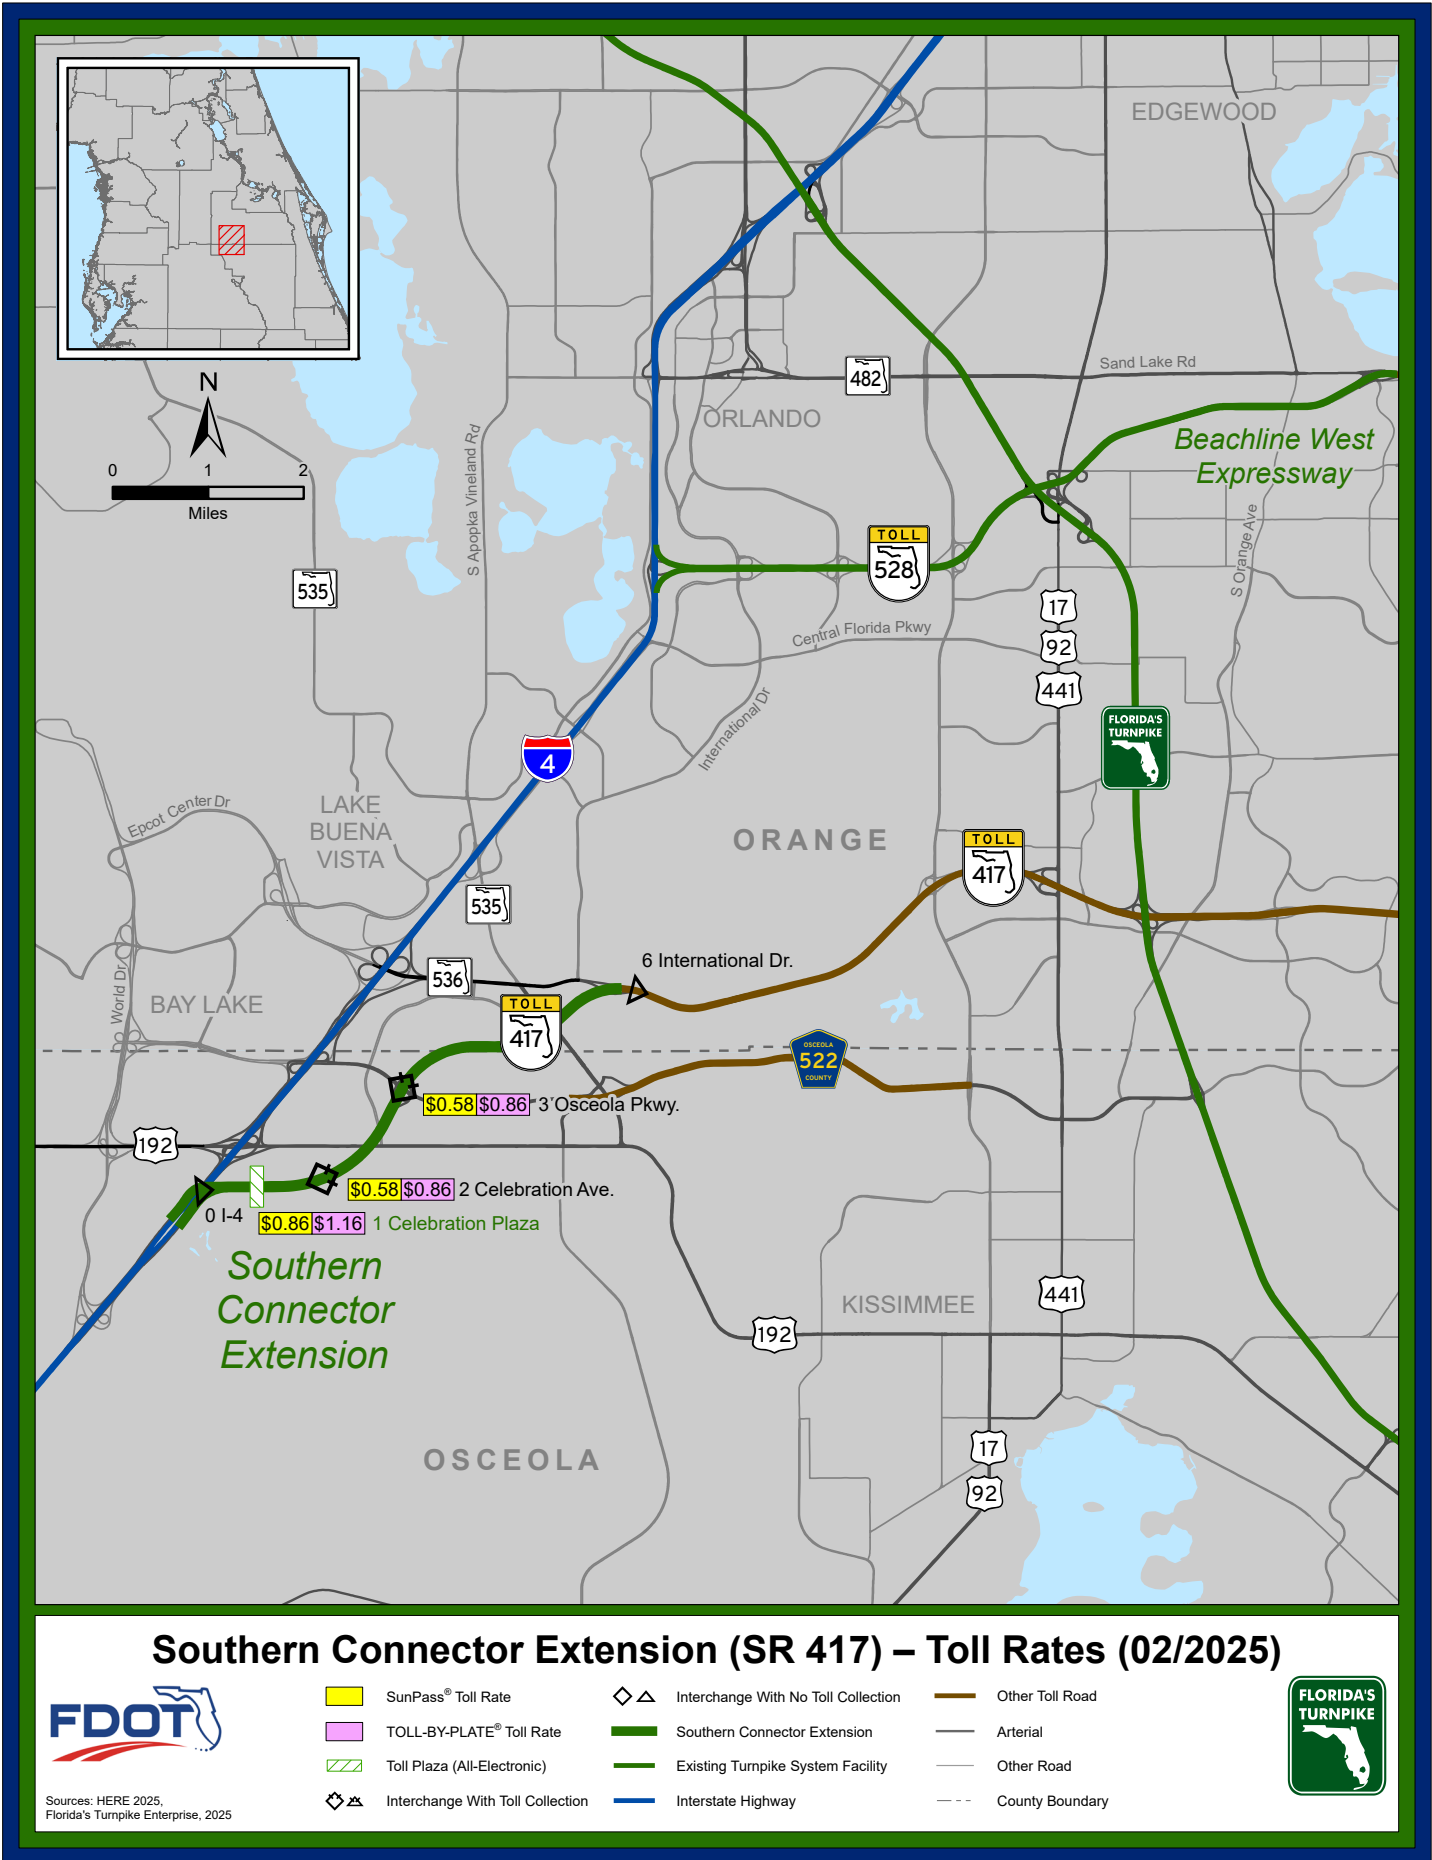 EDGEWOOD
N
0 1 2
Miles
482
Sand Lake Rd
ORLANDO
S Apopka Vineland Rd
Beachline West
Expressway
TOLL
528
535
S Orange Ave
17
92
441
Central Florida Pkwy
International Dr
FLORIDA'S
TURNPIKE
4
Epcot Center Dr
LAKE
BUENA
VISTA
ORANGE
TOLL
417
535
6 International Dr.
536
World Dr
BAY LAKE
TOLL
417
OSCEOLA
522
COUNTY
$0.58 $0.86 3 Osceola Pkwy.
192
$0.58 $0.86 2 Celebration Ave.
0 I-4
$0.86 $1.16 1 Celebration Plaza
Southern
Connector
Extension
KISSIMMEE
441
192
OSCEOLA
17
92
Southern Connector Extension (SR 417) – Toll Rates (02/2025)
FDOT
SunPass® Toll Rate
TOLL-BY-PLATE® Toll Rate
Toll Plaza (All-Electronic)
Interchange With Toll Collection
Interchange With No Toll Collection
Southern Connector Extension
Existing Turnpike System Facility
Interstate Highway
Other Toll Road
Arterial
Other Road
County Boundary
FLORIDA'S
TURNPIKE
Sources: HERE 2025,
Florida's Turnpike Enterprise, 2025